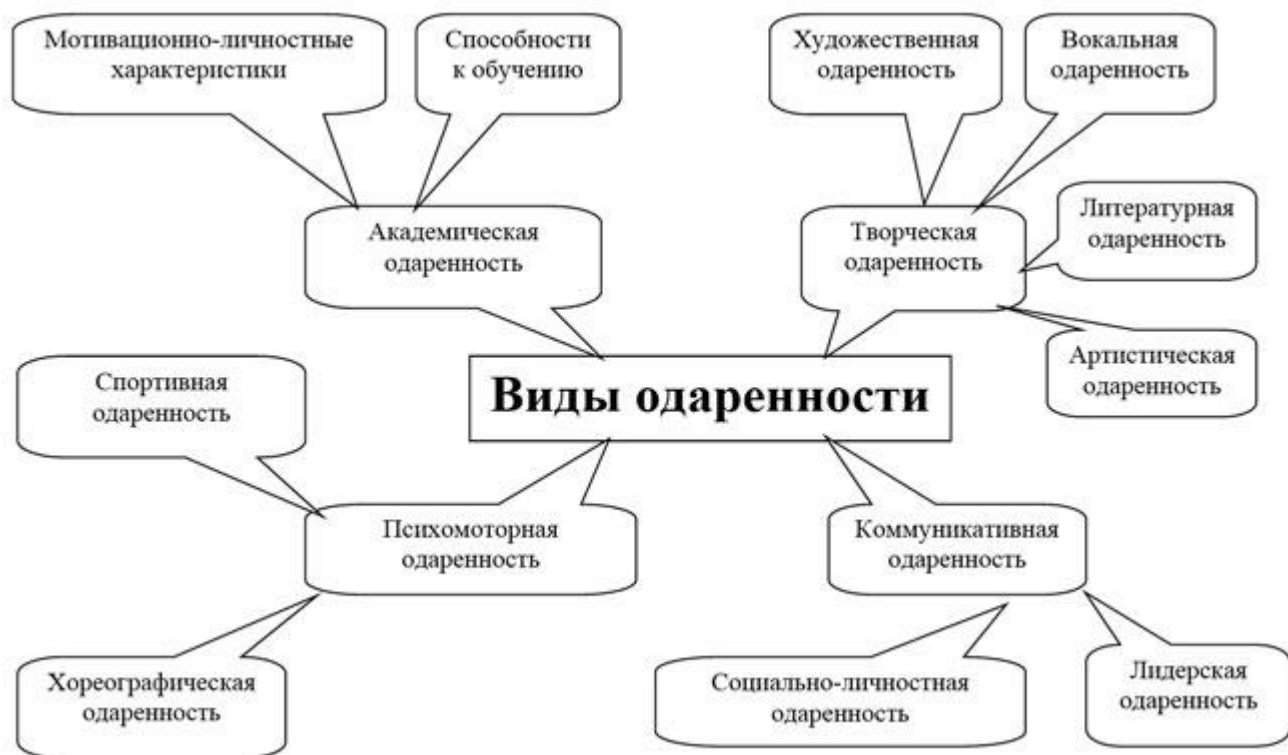 Мотивационно-личностные
характеристики
Способности
к обучению
Художественная
одаренность
Вокальная
одаренность
Академическая
одаренность
Творческая
одаренность
Литературная
одаренность
Артистическая
одаренность
Виды одаренности
Спортивная
одаренность
Психомоторная
одаренность
Коммуникативная
одаренность
Хореографическая
одаренность
Социально-личностная
одаренность
Лидерская
одаренность